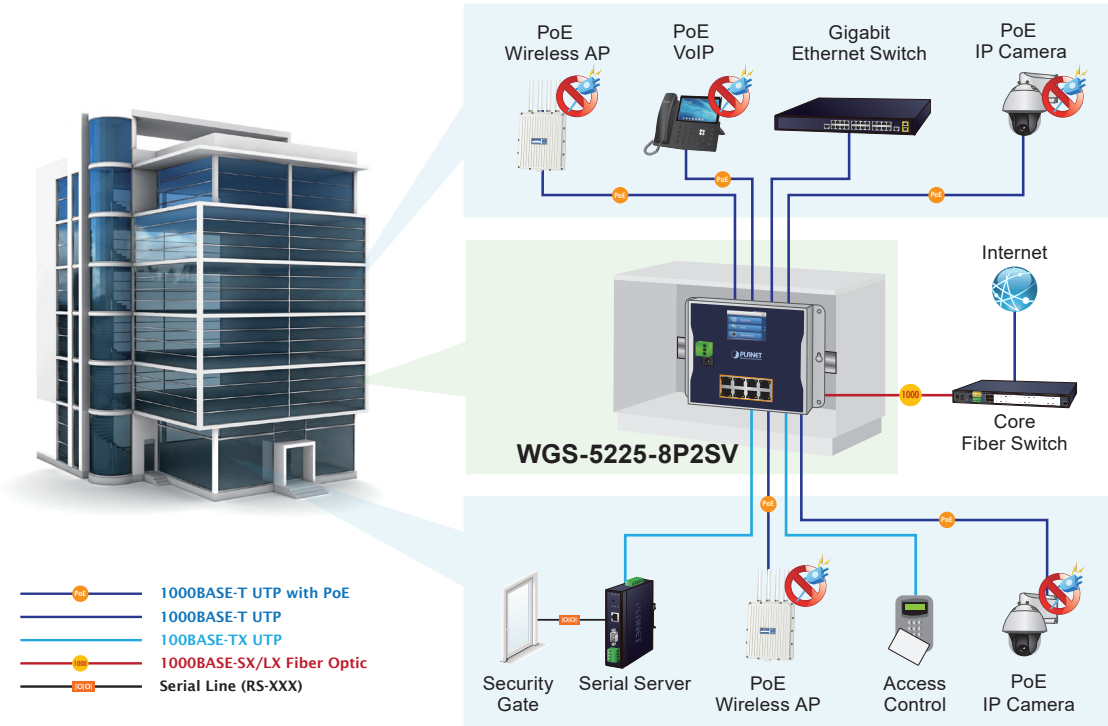 PoE
Wireless AP
PoE
VoIP
Gigabit
Ethernet Switch
PoE
IP Camera
PoE
PoE
PoE
Internet
PLANET
1000
Core
Fiber Switch
WGS-5225-8P2SV
PoE
PoE
PoE
1000BASE-T UTP with PoE
1000BASE-T UTP
100BASE-TX UTP
1000
1000BASE-SX/LX Fiber Optic
|O|O|
Serial Line (RS-XXX)
|O|O|
PLANET
Security
Gate
Serial Server
PoE
Wireless AP
Access
Control
PoE
IP Camera